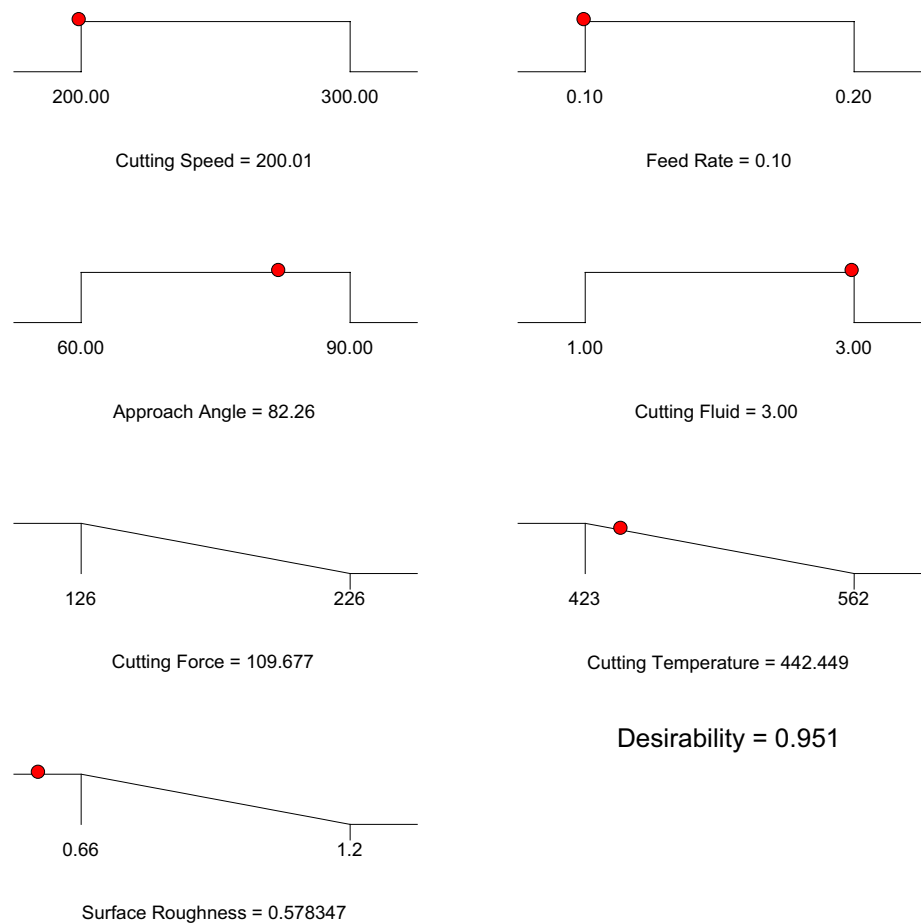 200.00 300.00
Cutting Speed = 200.01
0.10 0.20
Feed Rate = 0.10
60.00 90.00
Approach Angle = 82.26
1.00 3.00
Cutting Fluid = 3.00
126 226
Cutting Force = 109.677
423 562
Cutting Temperature = 442.449
Desirability = 0.951
0.66 1.2
Surface Roughness = 0.578347